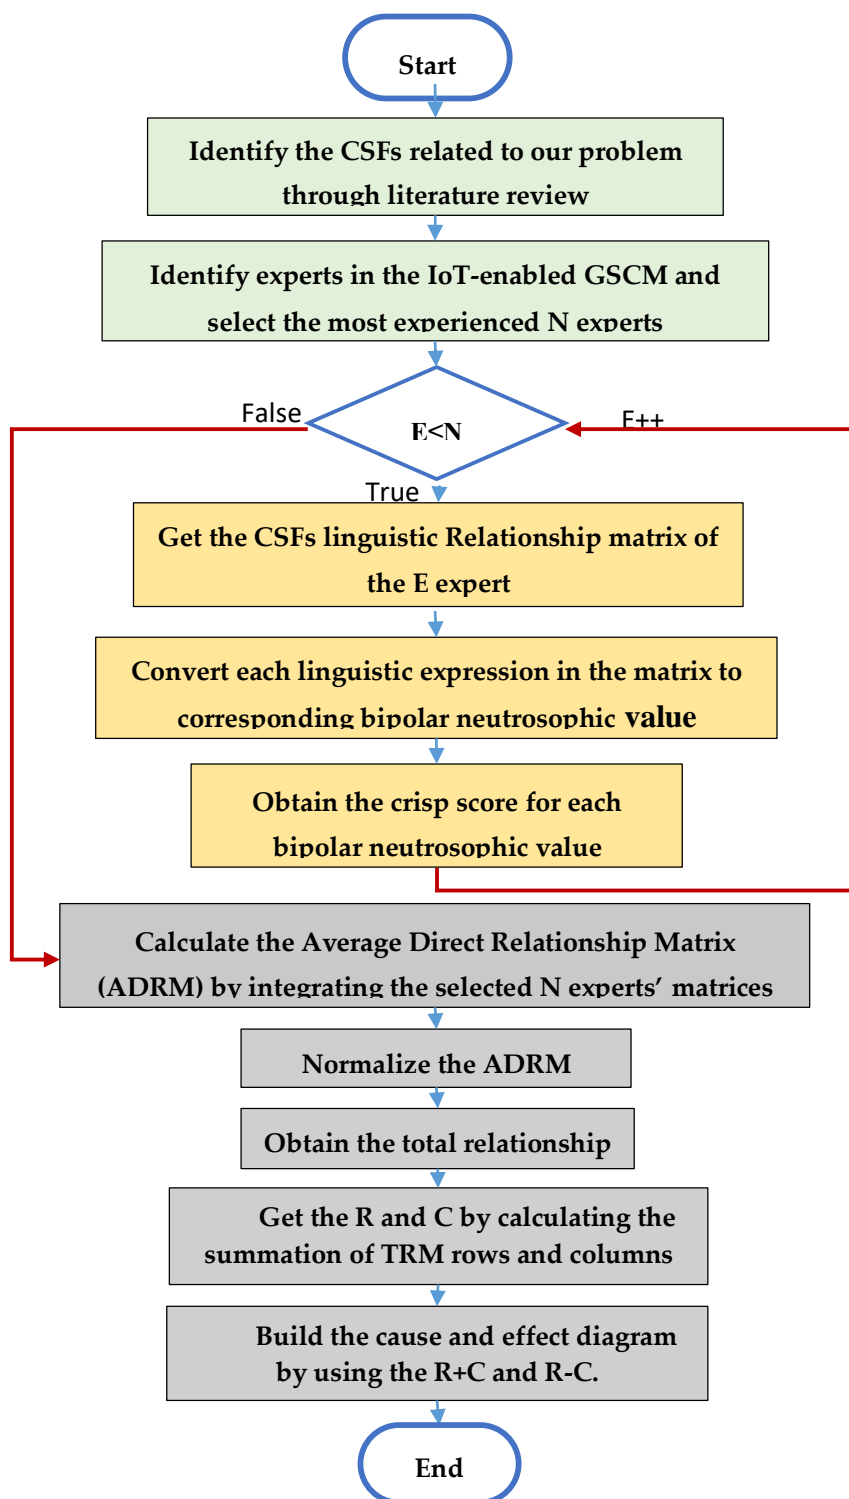 Start
Identify the CSFs related to our problem
through literature review
Identify experts in the IoT-enabled GSCM and
select the most experienced N experts
False
E<N
E++
True
Get the CSFs linguistic Relationship matrix of
the E expert
Convert each linguistic expression in the matrix to
corresponding bipolar neutrosophic value
Obtain the crisp score for each
bipolar neutrosophic value
Calculate the Average Direct Relationship Matrix
(ADRM) by integrating the selected N experts’ matrices
Normalize the ADRM
Obtain the total relationship
Get the R and C by calculating the
summation of TRM rows and columns
Build the cause and effect diagram
by using the R+C and R-C.
End